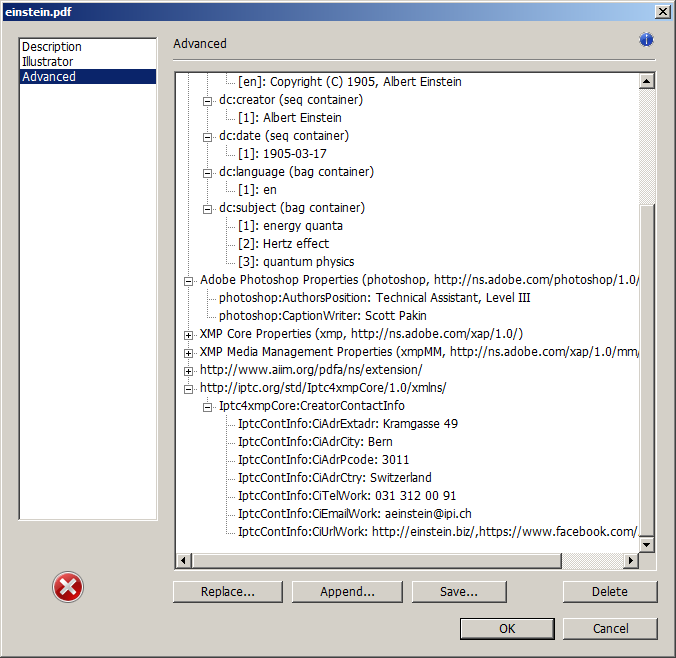 einstein.pdf
Description
Illustrator
Advanced
Advanced
[en]: Copyright (C) 1905, Albert Einstein
dc:creator (seq container)
[1]: Albert Einstein
dc:date (seq container)
[1]: 1905-03-17
dc:language (bag container)
[1]: en
dc:subject (bag container)
[1]: energy quanta
[2]: Hertz effect
[3]: quantum physics
Adobe Photoshop Properties (photoshop, http://ns.adobe.com/photoshop/1.0/
photoshop:AuthorsPosition: Technical Assistant, Level III
photoshop:CaptionWriter: Scott Pakin
XMP Core Properties (xmp, http://ns.adobe.com/xap/1.0/)
XMP Media Management Properties (xmpMM, http://ns.adobe.com/xap/1.0/mm/
http://www.aiim.org/pdfa/ns/extension/
http://iptc.org/std/Iptc4xmpCore/1.0/xmlns/
Iptc4xmpCore:CreatorContactInfo
IptcContInfo:CiAdrExtadr: Kramgasse 49
IptcContInfo:CiAdrCity: Bern
IptcContInfo:CiAdrPcode: 3011
IptcContInfo:CiAdrCtry: Switzerland
IptcContInfo:CiTelWork: 031 312 00 91
IptcContInfo:CiEmailWork: aeinstein@ipi.ch
IptcContInfo:CiUrlWork: http://einstein.biz/,https://www.facebook.com/
Replace...
Append...
Save...
Delete
OK
Cancel